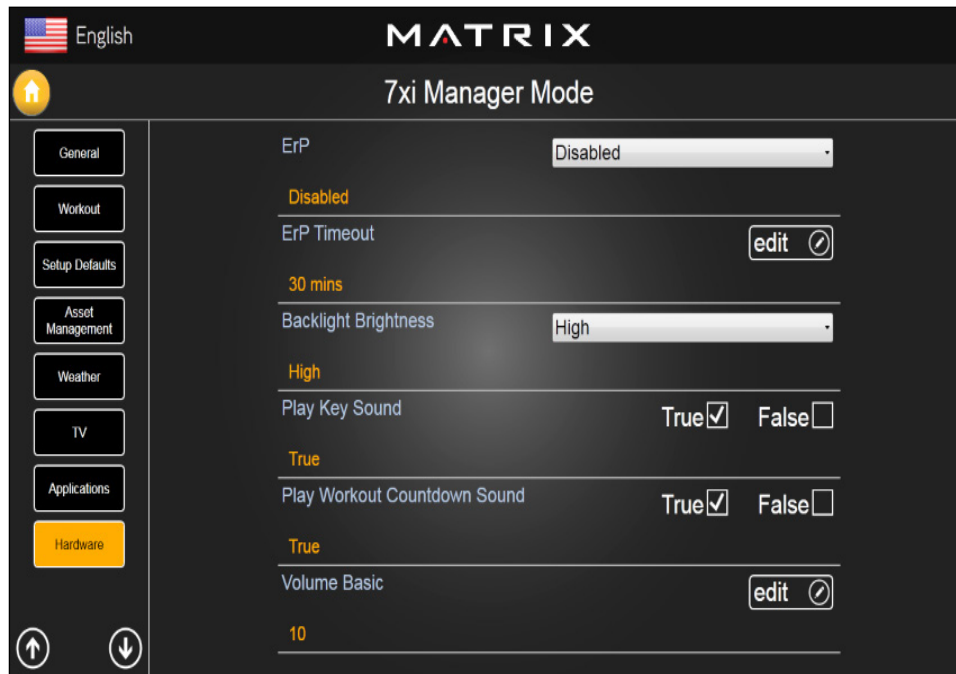 English
MATRIX
7xi Manager Mode
General
Workout
Setup Defaults
Asset
Management
Weather
TV
Applications
Hardware
ErP
Disabled
Disabled
ErP Timeout
edit
30 mins
Backlight Brightness
High
High
Play Key Sound
True False
True
Play Workout Countdown Sound
True False
True
Volume Basic
edit
10